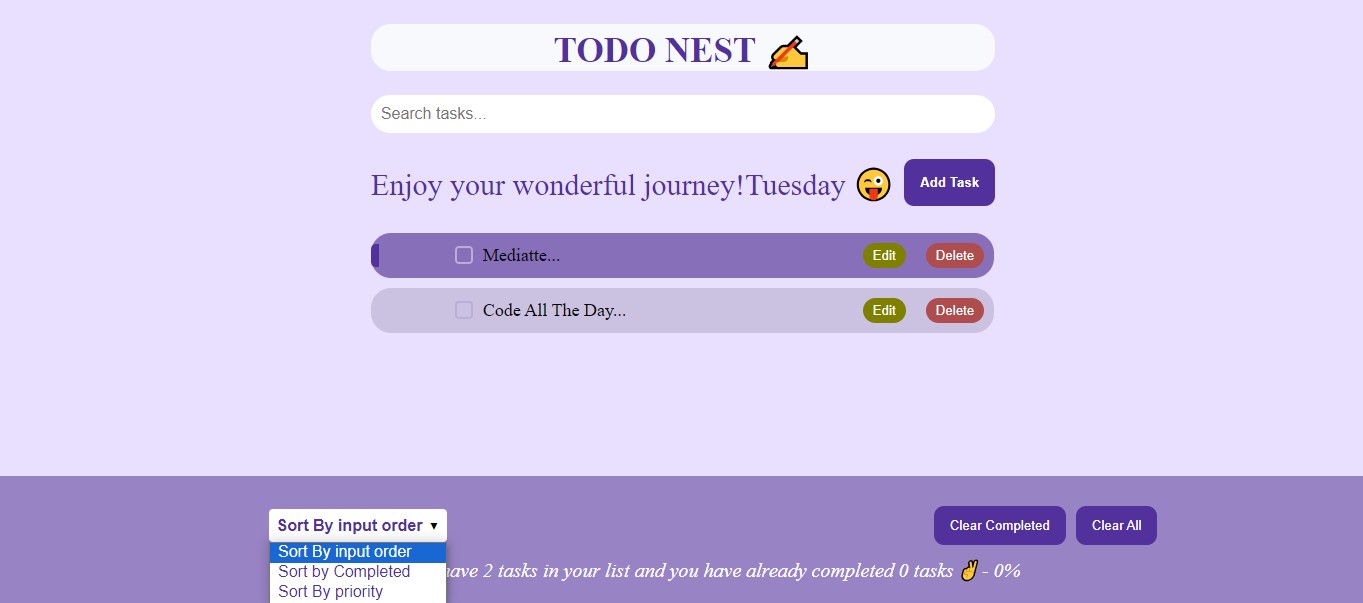 TODO NEST ✍
Search tasks...
Enjoy your wonderful journey!Tuesday 😜 Add Task
Mediatte... Edit Delete
Code All The Day... Edit Delete
Sort By input order ▼ Clear Completed Clear All
Sort By input order
Sort by Completed
have 2 tasks in your list and you have already completed 0 tasks ✌ - 0%
Sort By priority